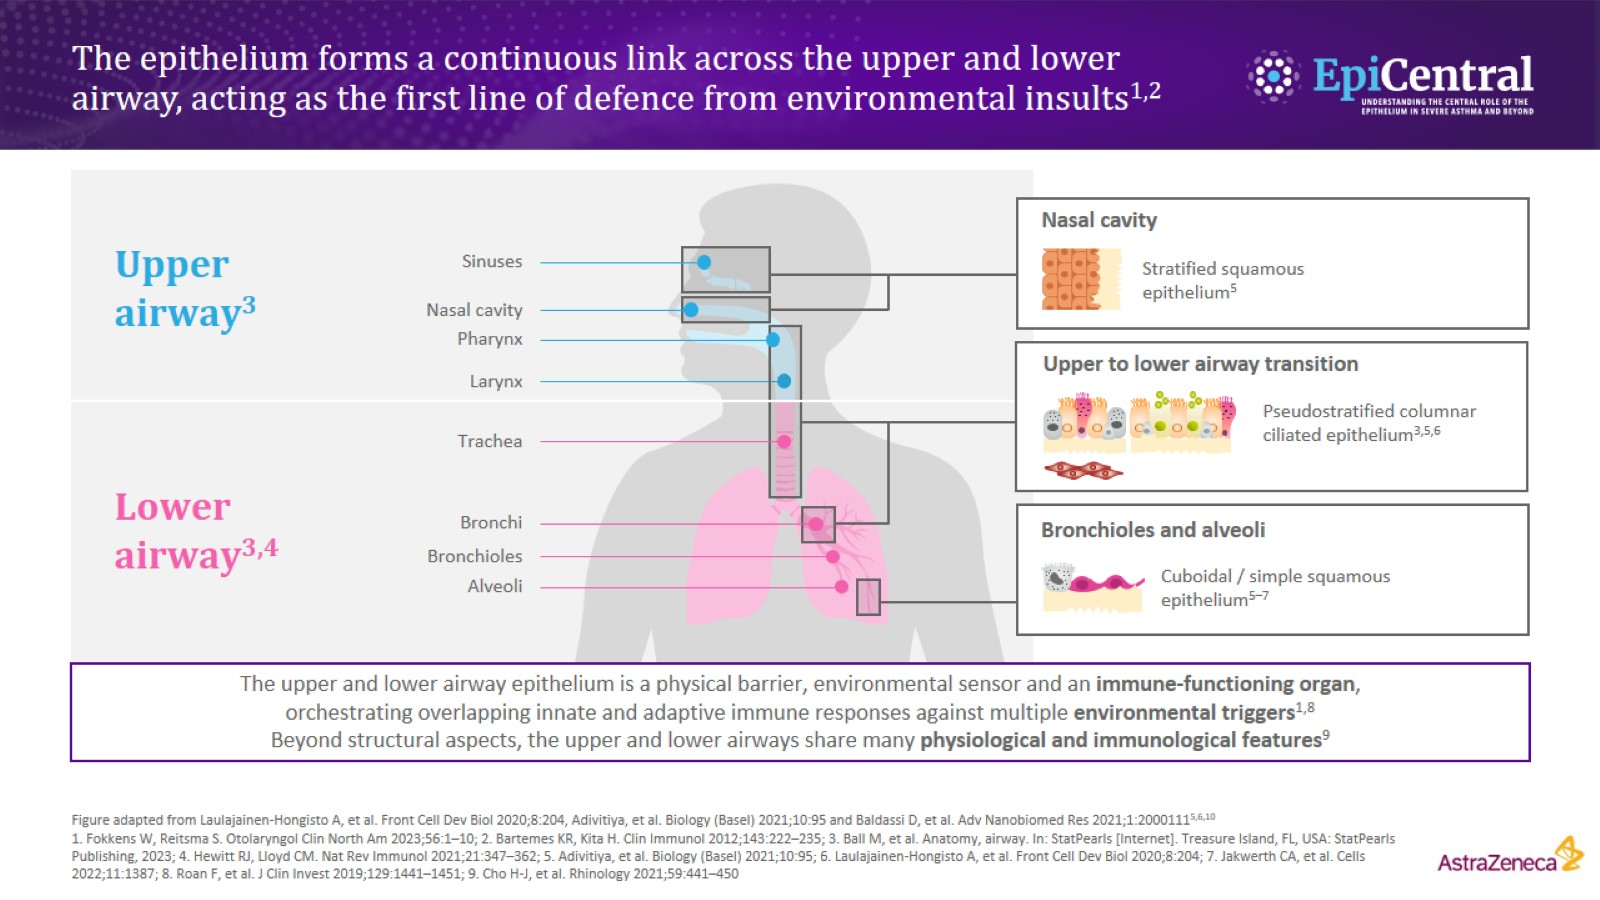 The epithelium forms a continuous link across the upper and lower
airway, acting as the first line of defence from environmental insults1,2
EpiCentral
UNDERSTANDING THE CENTRAL ROLE OF THE
EPITHELIUM IN SEVERE ASTHMA AND BEYOND
Upper
airway3
Sinuses
Nasal cavity
Pharynx
Larynx
Lower
airway3,4
Trachea
Bronchi
Bronchioles
Alveoli
Nasal cavity
Stratified squamous
epithelium5
Upper to lower airway transition
Pseudostratified columnar
ciliated epithelium3,5,6
Bronchioles and alveoli
Cuboidal / simple squamous
epithelium5–7
The upper and lower airway epithelium is a physical barrier, environmental sensor and an immune-functioning organ,
orchestrating overlapping innate and adaptive immune responses against multiple environmental triggers1,8
Beyond structural aspects, the upper and lower airways share many physiological and immunological features9
Figure adapted from Laulajainen-Hongisto A, et al. Front Cell Dev Biol 2020;8:204, Adivitiya, et al. Biology (Basel) 2021;10:95 and Baldassi D, et al. Adv Nanobiomed Res 2021;1:20001115,6,10
1. Fokkens W, Reitsma S. Otolaryngol Clin North Am 2023;56:1–10; 2. Bartemes KR, Kita H. Clin Immunol 2012;143:222–235; 3. Ball M, et al. Anatomy, airway. In: StatPearls [Internet]. Treasure Island, FL, USA: StatPearls
Publishing, 2023; 4. Hewitt RJ, Lloyd CM. Nat Rev Immunol 2021;21:347–362; 5. Adivitiya, et al. Biology (Basel) 2021;10:95; 6. Laulajainen-Hongisto A, et al. Front Cell Dev Biol 2020;8:204; 7. Jakwerth CA, et al. Cells
2022;11:1387; 8. Roan F, et al. J Clin Invest 2019;129:1441–1451; 9. Cho H-J, et al. Rhinology 2021;59:441–450
AstraZeneca